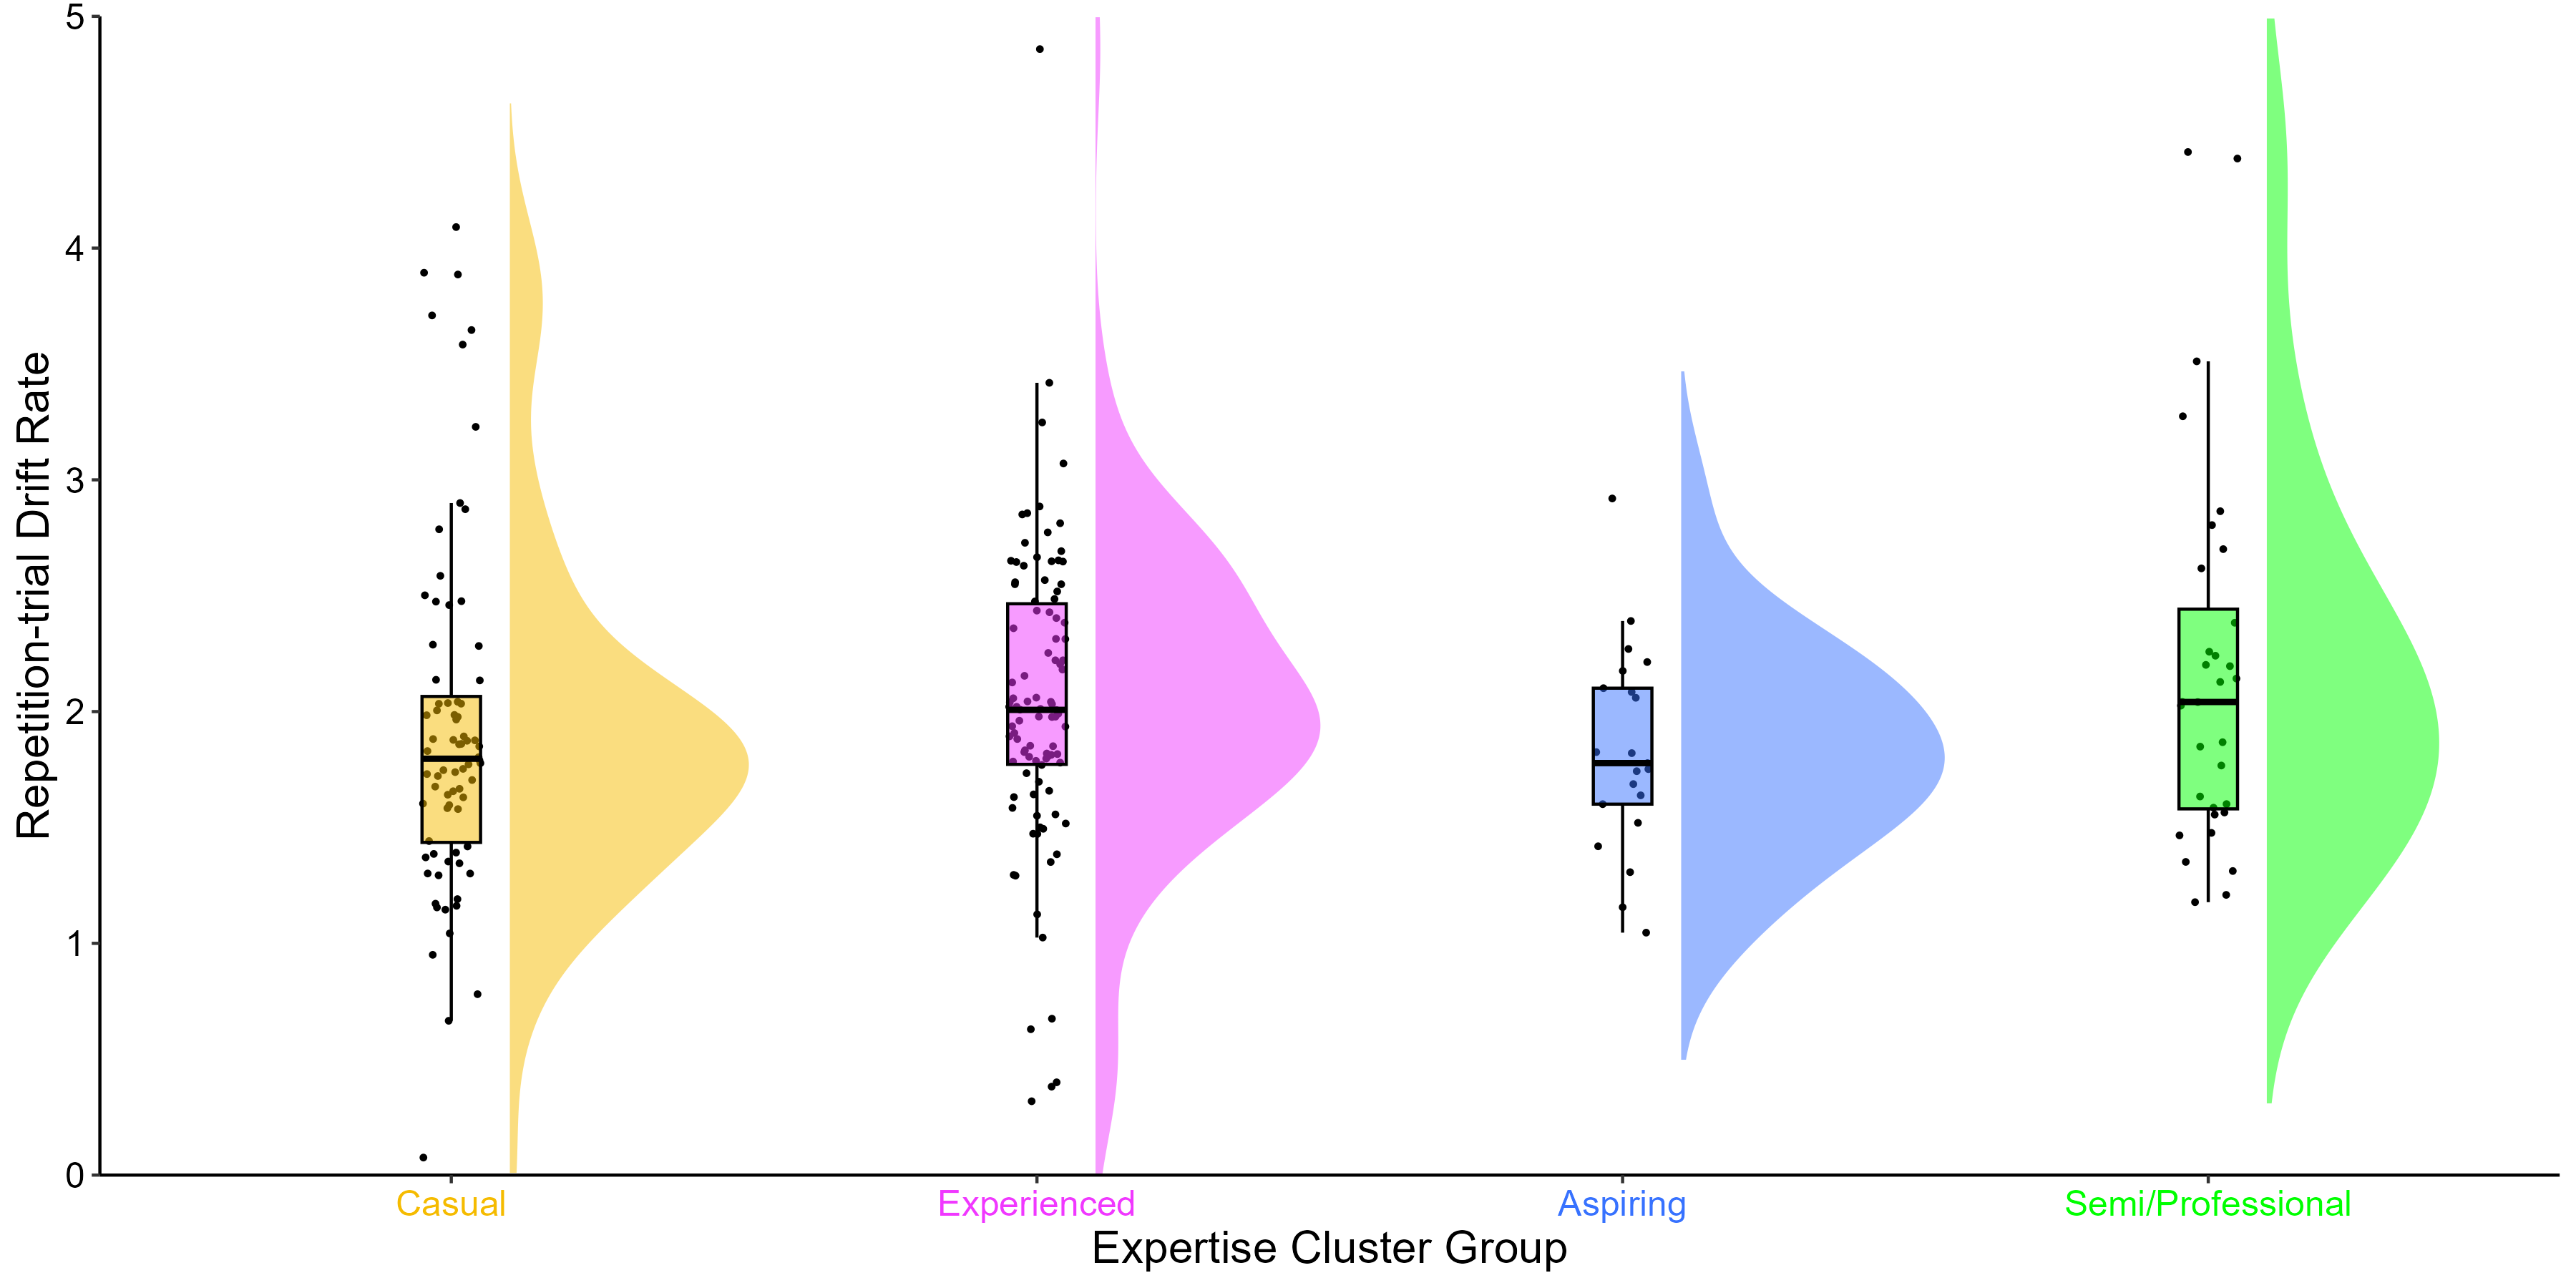 Repetition-trial Drift Rate
5
4
3
2
1
0
Casual Experienced Aspiring Semi/Professional
Expertise Cluster Group